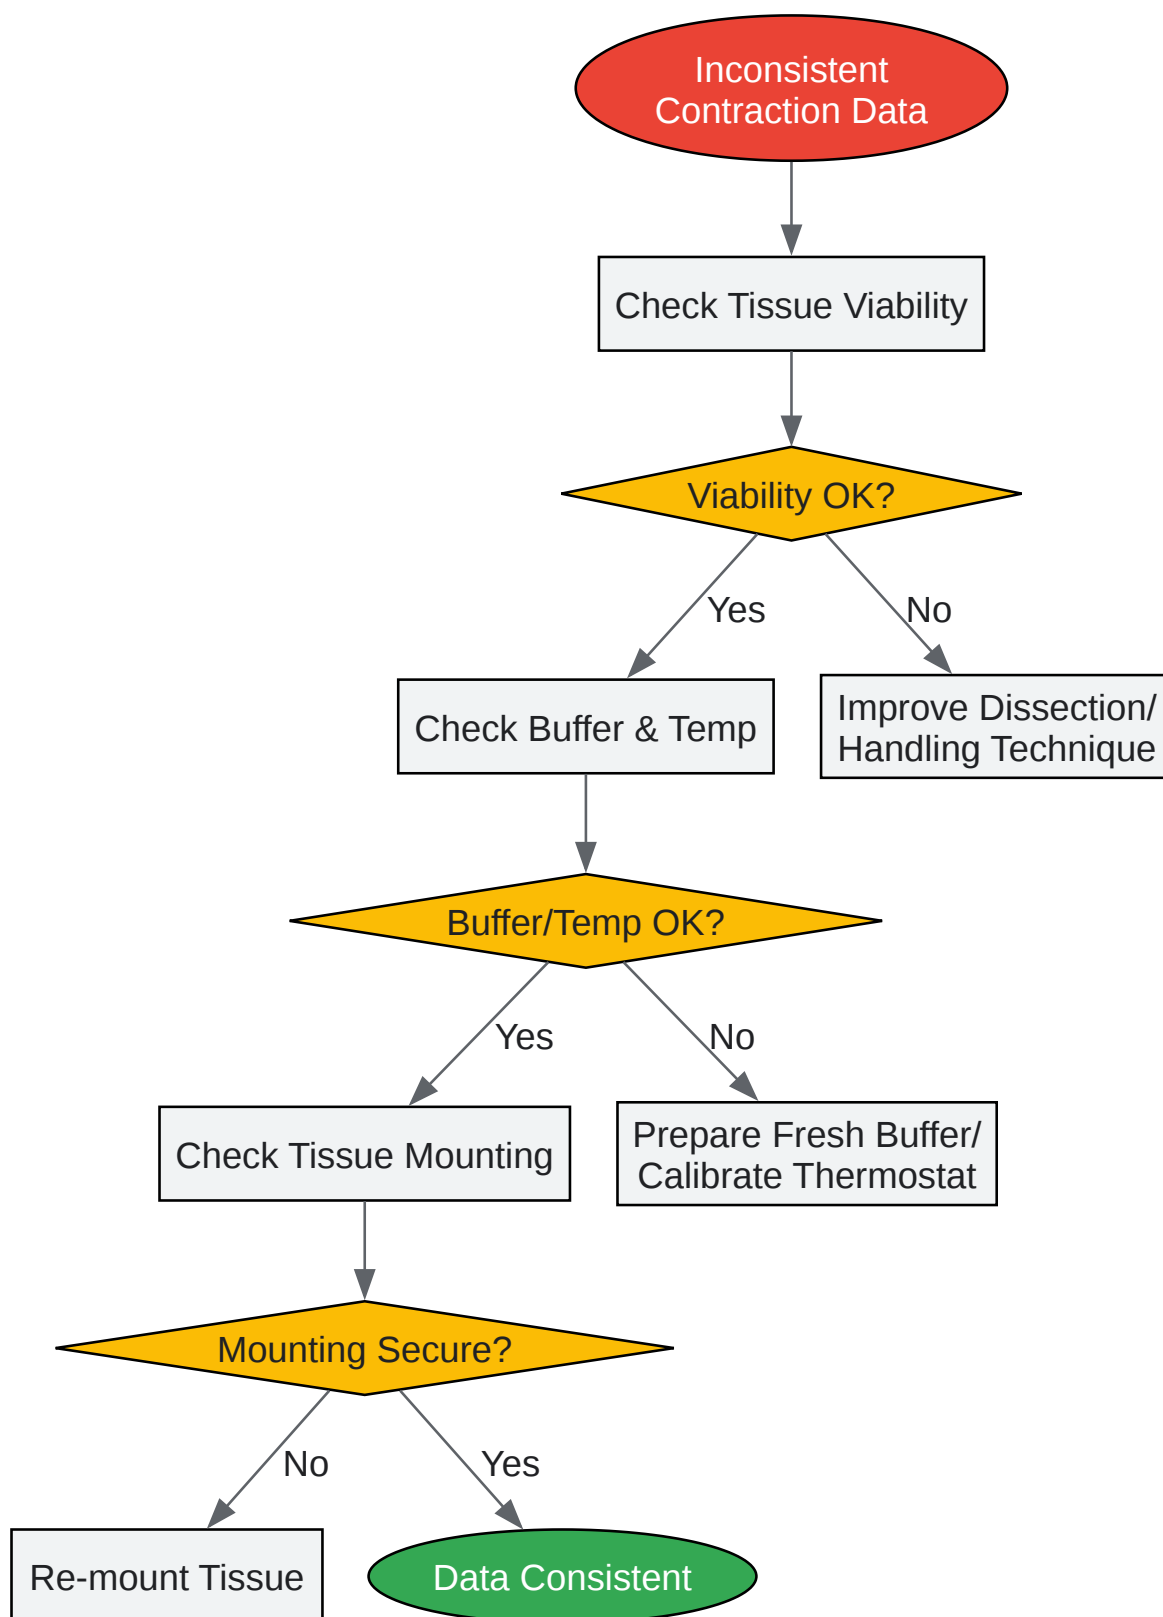 Inconsistent
Contraction Data
Check Tissue Viability
Viability OK?
Yes
No
Check Buffer & Temp
Improve Dissection/
Handling Technique
Buffer/Temp OK?
Yes
No
Check Tissue Mounting
Prepare Fresh Buffer/
Calibrate Thermostat
Mounting Secure?
No
Yes
Re-mount Tissue
Data Consistent